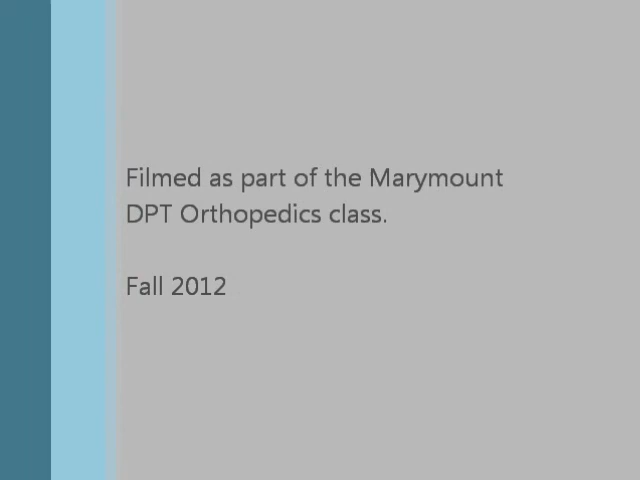 Filmed as part of the Marymount
DPT Orthopedics class.
Fall 2012